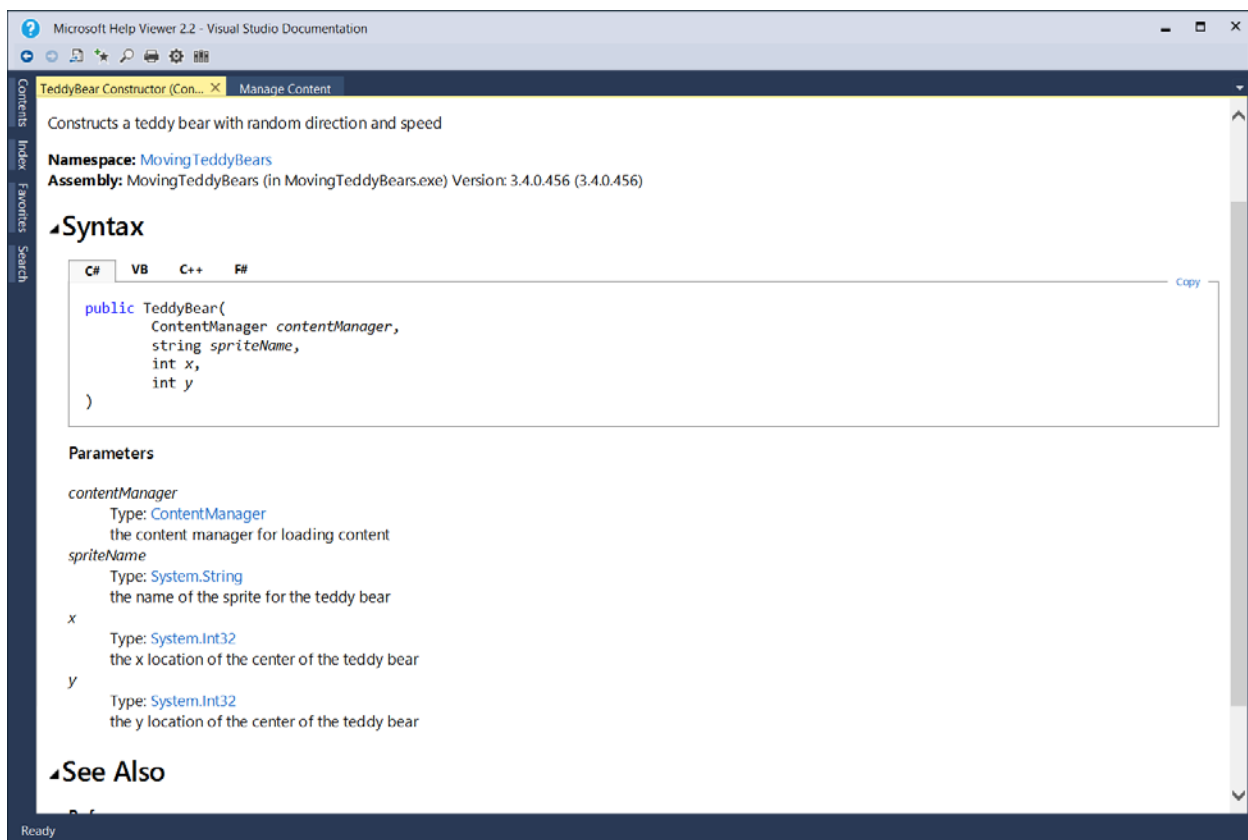 Microsoft Help Viewer 2.2 - Visual Studio Documentation
Contents
Index
Favorites
Search
TeddyBear Constructor (Con...
Manage Content
Constructs a teddy bear with random direction and speed
Namespace: MovingTeddyBears
Assembly: MovingTeddyBears (in MovingTeddyBears.exe) Version: 3.4.0.456 (3.4.0.456)
Syntax
C# VB C++ F#
Copy
public TeddyBear(
ContentManager contentManager,
string spriteName,
int x,
int y
)
Parameters
contentManager
Type: ContentManager
the content manager for loading content
spriteName
Type: System.String
the name of the sprite for the teddy bear
x
Type: System.Int32
the x location of the center of the teddy bear
y
Type: System.Int32
the y location of the center of the teddy bear
See Also
Ready